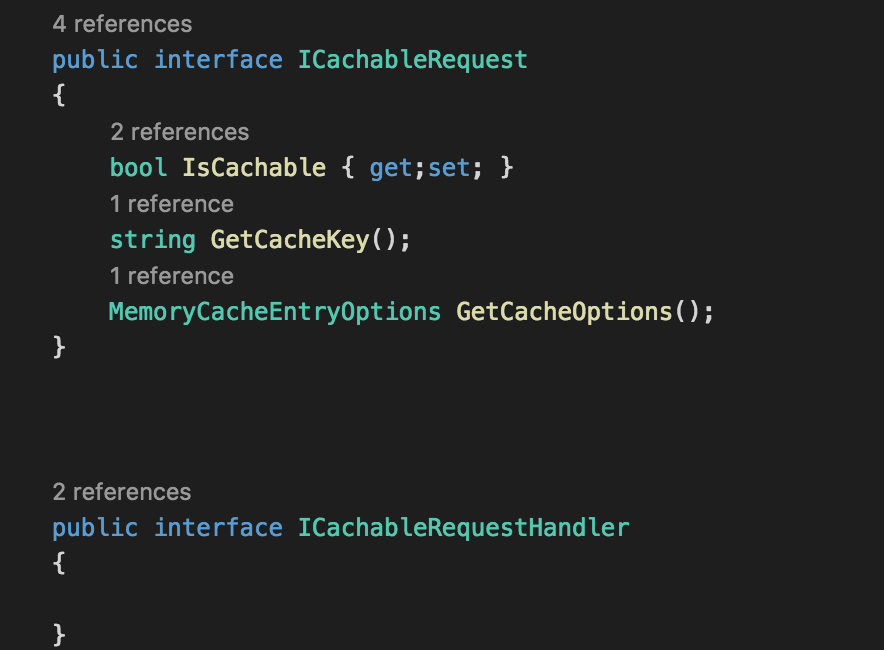 4 references
public interface ICachableRequest
{
2 references
bool IsCachable { get;set; }
1 reference
string GetCacheKey();
1 reference
MemoryCacheEntryOptions GetCacheOptions();
}
2 references
public interface ICachableRequestHandler
{
}